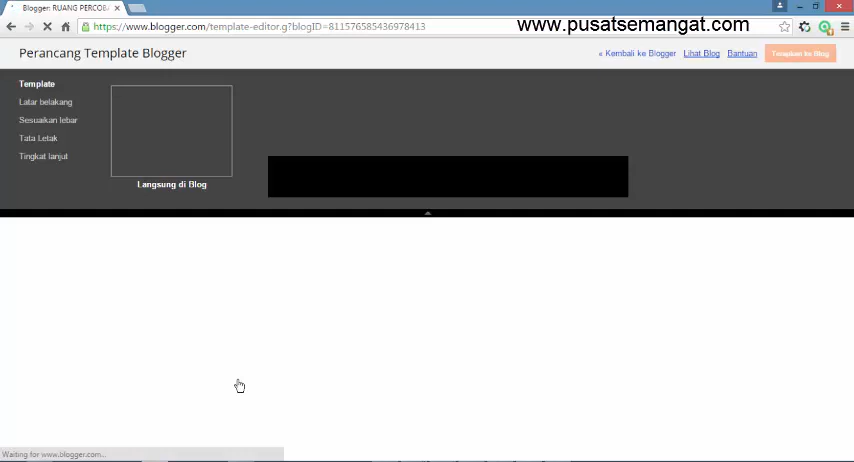 Blogger: RUANG PERCOBA
https://www.blogger.com/template-editor.g?blogID=811576585436978413
www.pusatsemangat.com
Perancang Template Blogger
« Kembali ke Blogger
Lihat Blog
Bantuan
Terapkan ke Blog
Template
Latar belakang
Sesuaikan lebar
Tata Letak
Tingkat lanjut
Langsung di Blog
Waiting for www.blogger.com...